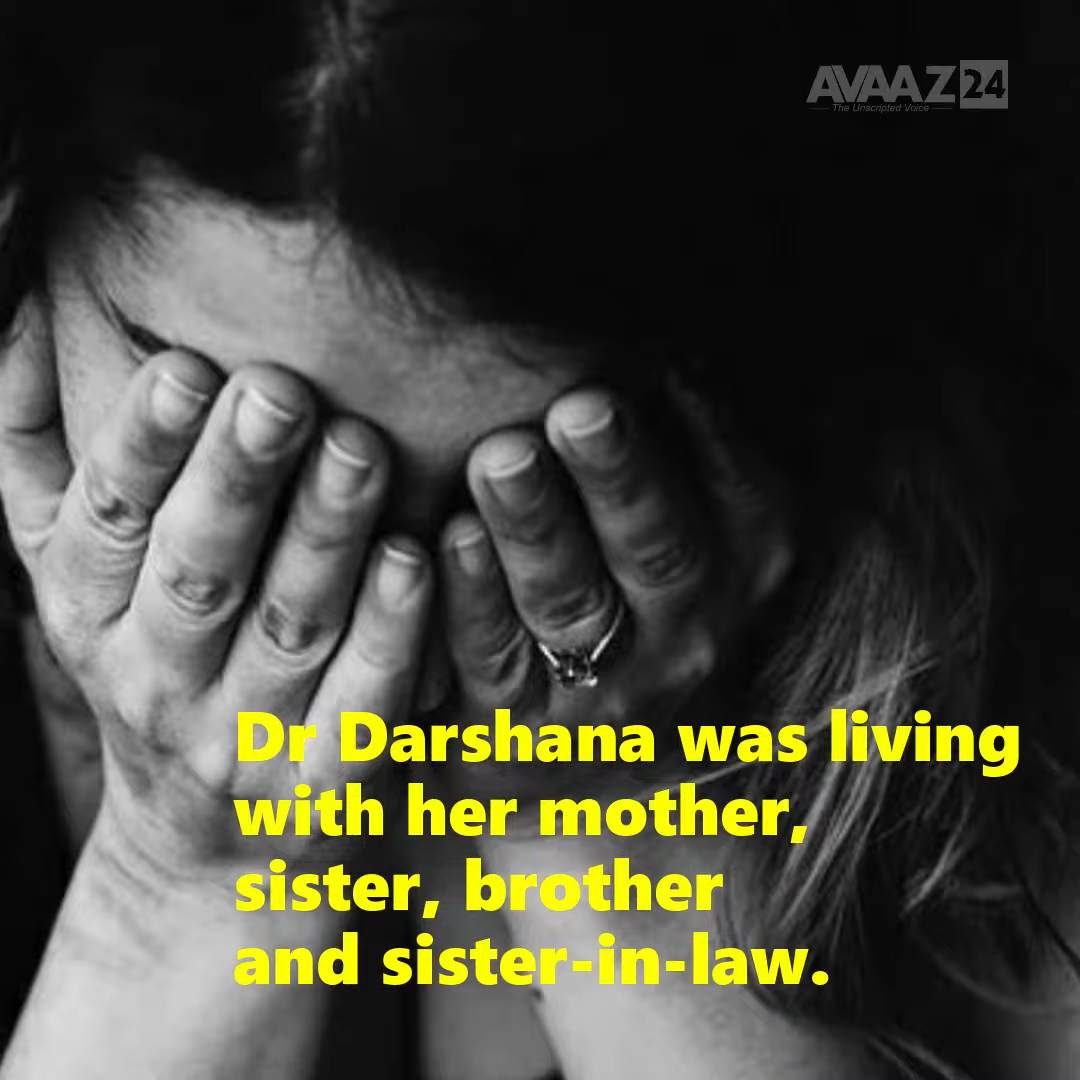 AVAAZ24
The Unscripted Voice
Dr Darshana was living
with her mother,
sister, brother
and sister-in-law.